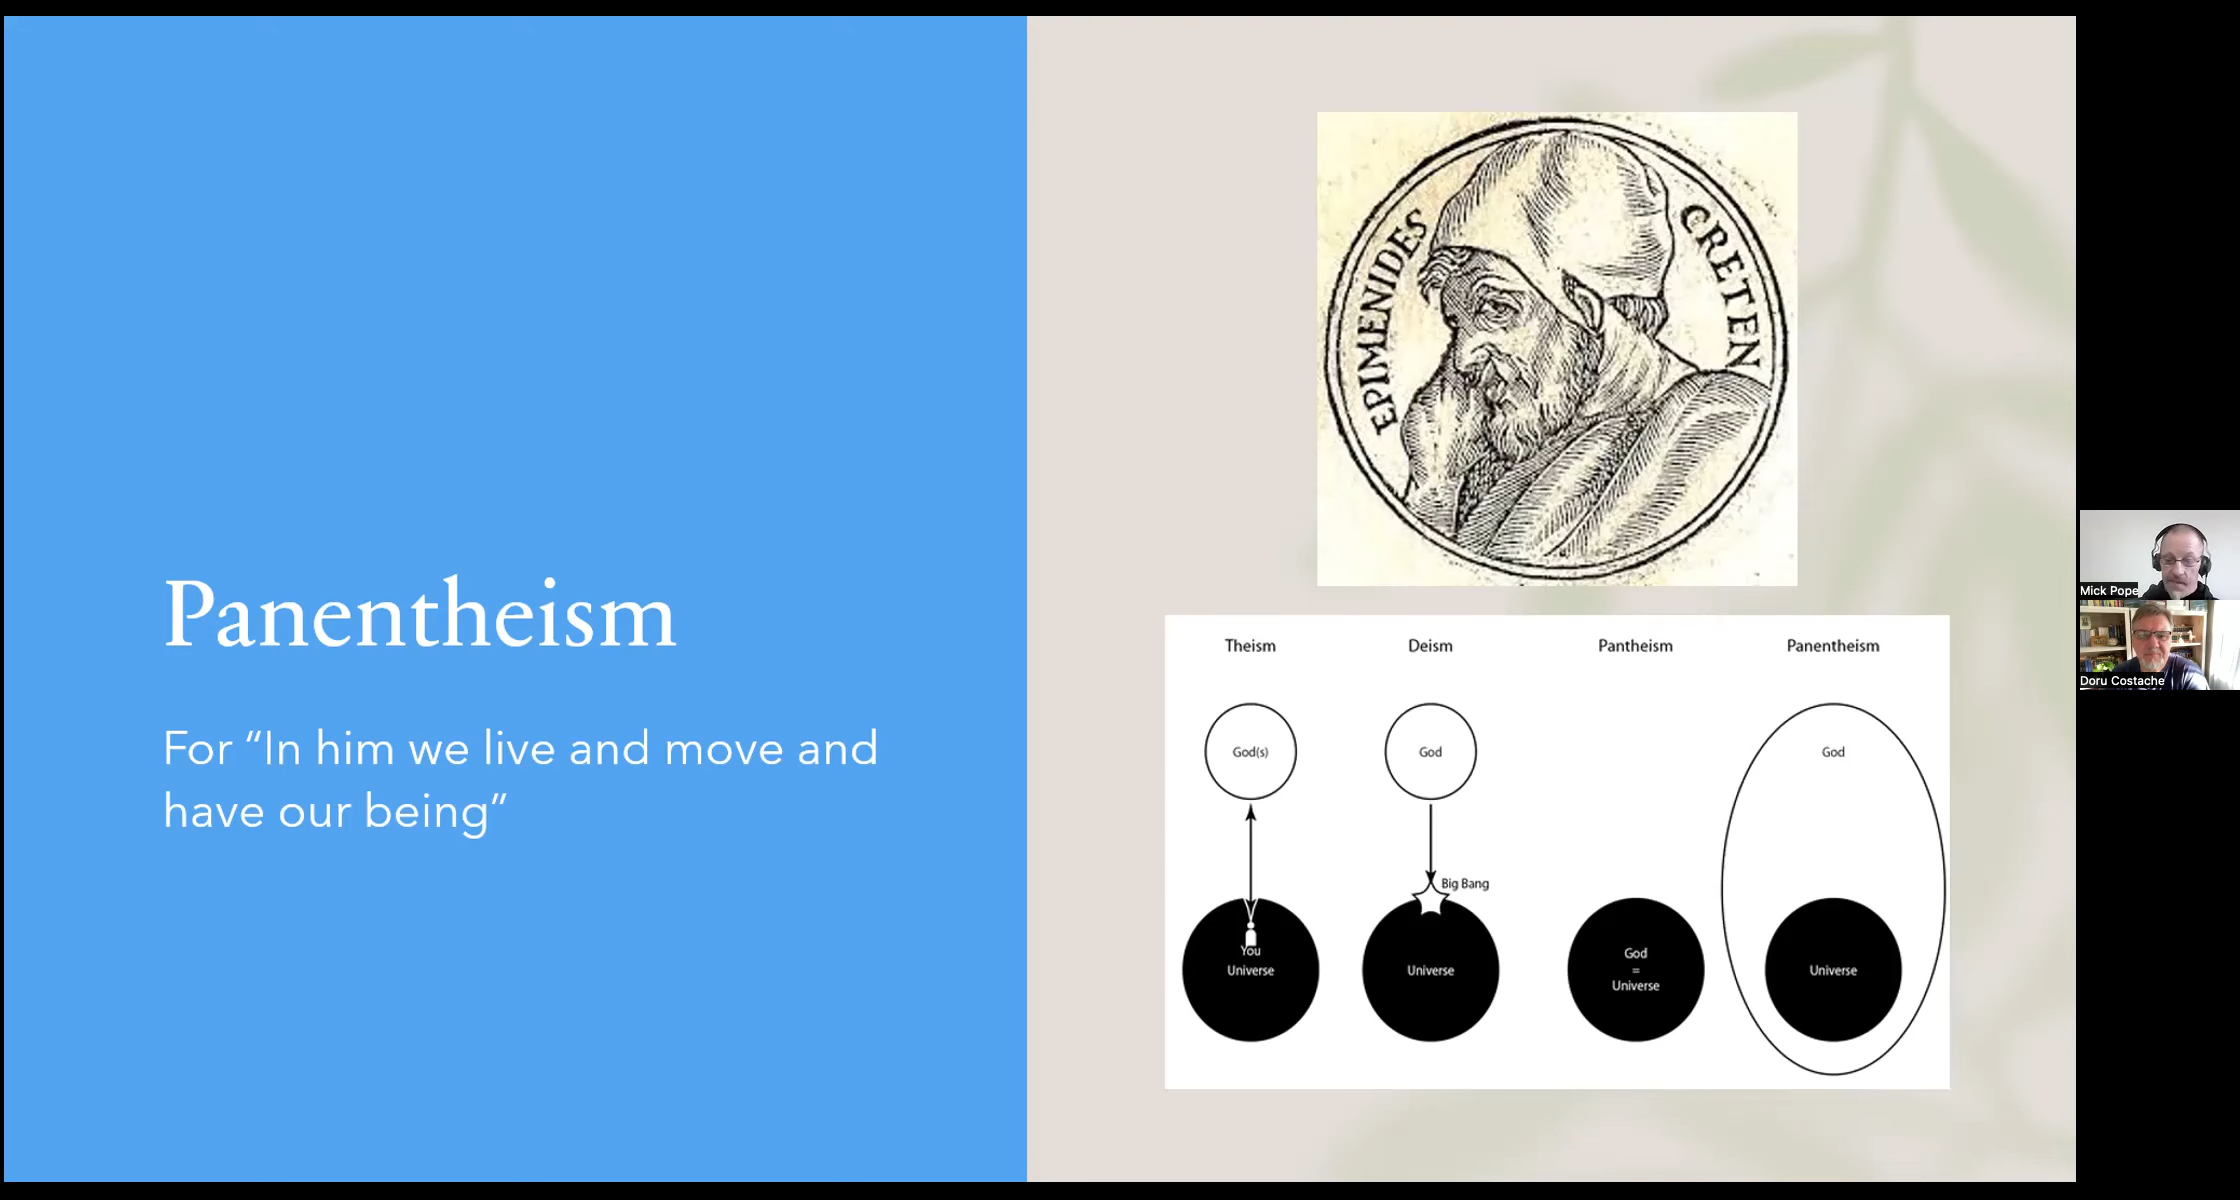 Panentheism
For “In him we live and move and
have our being”
EPIMENIDES CRETEN
Theism
Deism
Pantheism
Panentheism
God(s)
God
God
Big Bang
You
Universe
Universe
God
=
Universe
Universe
Mick Pope
Doru Costache